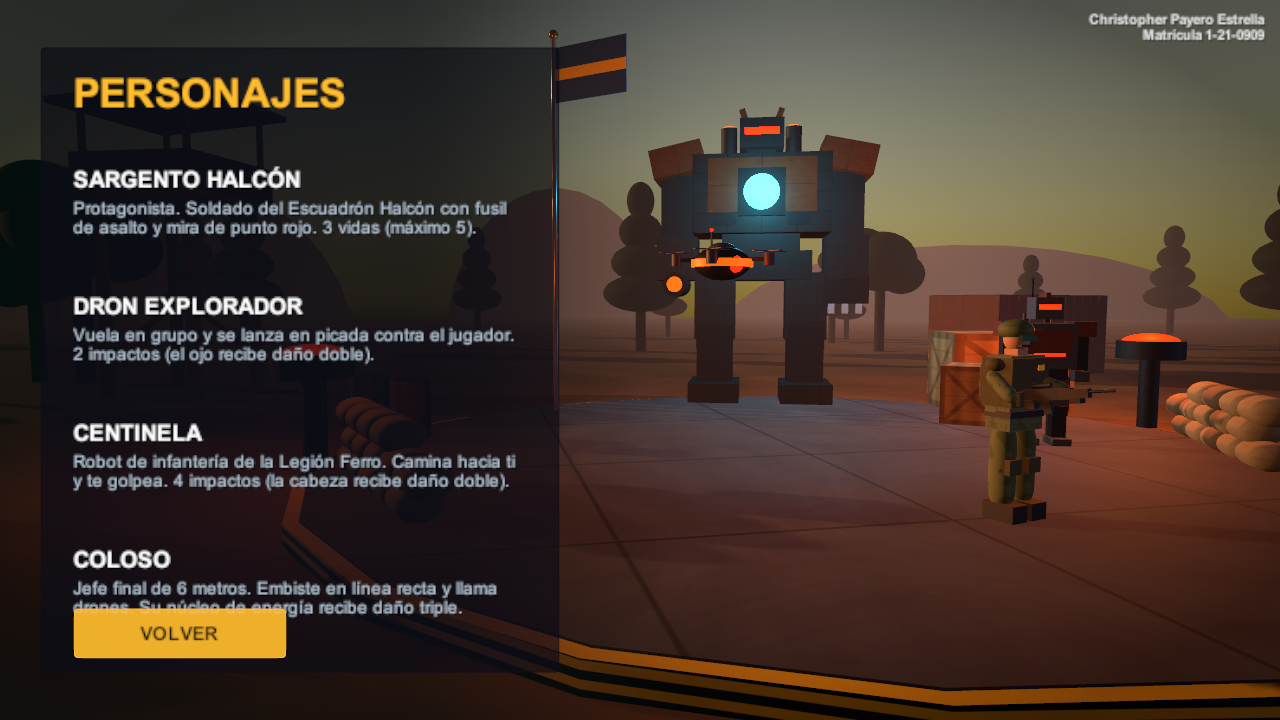 Christopher Payero Estrella
Matrícula 1-21-0909
PERSONAJES
SARGENTO HALCÓN
Protagonista. Soldado del Escuadrón Halcón con fusil
de asalto y mira de punto rojo. 3 vidas (máximo 5).
DRON EXPLORADOR
Vuela en grupo y se lanza en picada contra el jugador.
2 impactos (el ojo recibe daño doble).
CENTINELA
Robot de infantería de la Legión Ferro. Camina hacia ti
y te golpea. 4 impactos (la cabeza recibe daño doble).
COLOSO
Jefe final de 6 metros. Embiste en línea recta y llama
drones. Su núcleo de energía recibe daño triple.
VOLVER